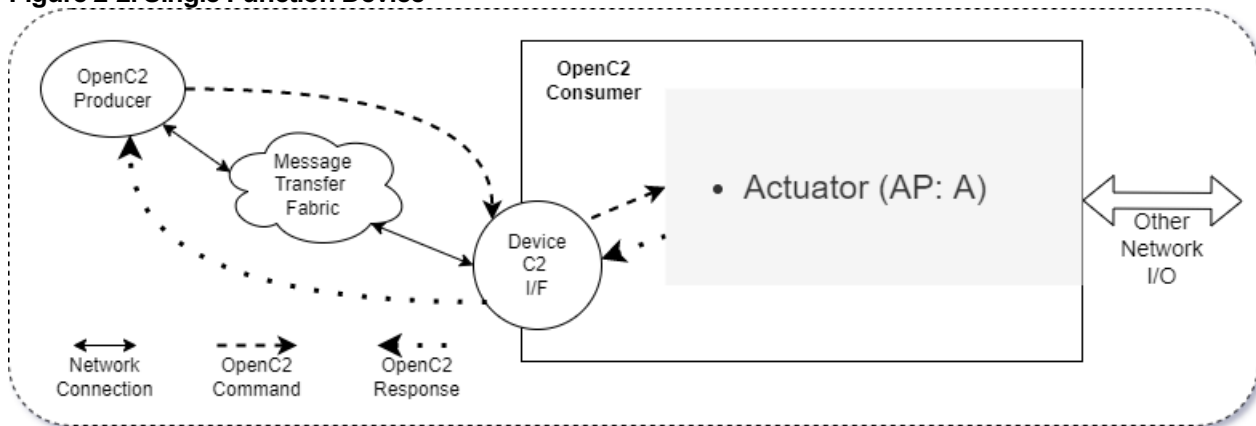 Figure 2-2. Single Function Device
OpenC2
Producer
OpenC2
Consumer
Message
Transfer
Fabric
• Actuator (AP: A)
Device
C2
I/F
Other
Network
I/O
Network
Connection
OpenC2
Command
OpenC2
Response